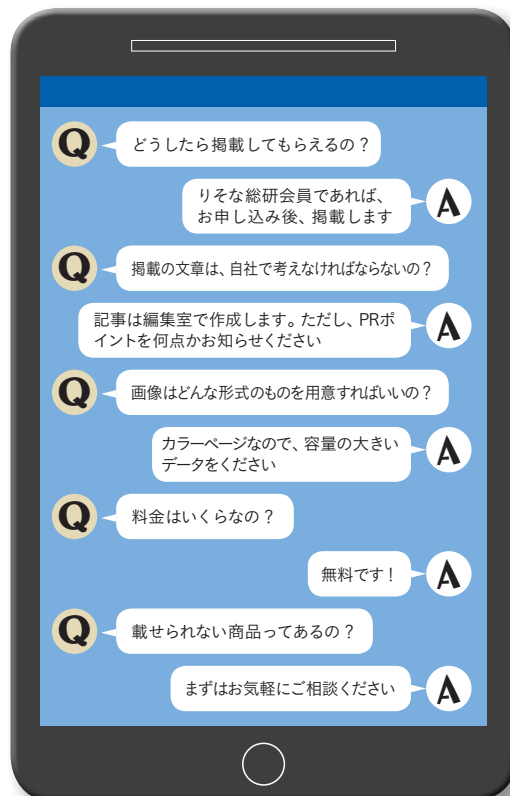 Q
どうしたら掲載してもらえるの？
りそな総研会員であれば、
お申し込み後、掲載します
A
Q
掲載の文章は、自社で考えなければならないの？
記事は編集室で作成します。ただし、PRポ
イントを何点かお知らせください
A
Q
画像はどんな形式のものを用意すればいいの？
カラーページなので、容量の大きい
データをください
A
Q
料金はいくらなの？
無料です！
A
Q
載せられない商品ってあるの？
まずはお気軽にご相談ください
A